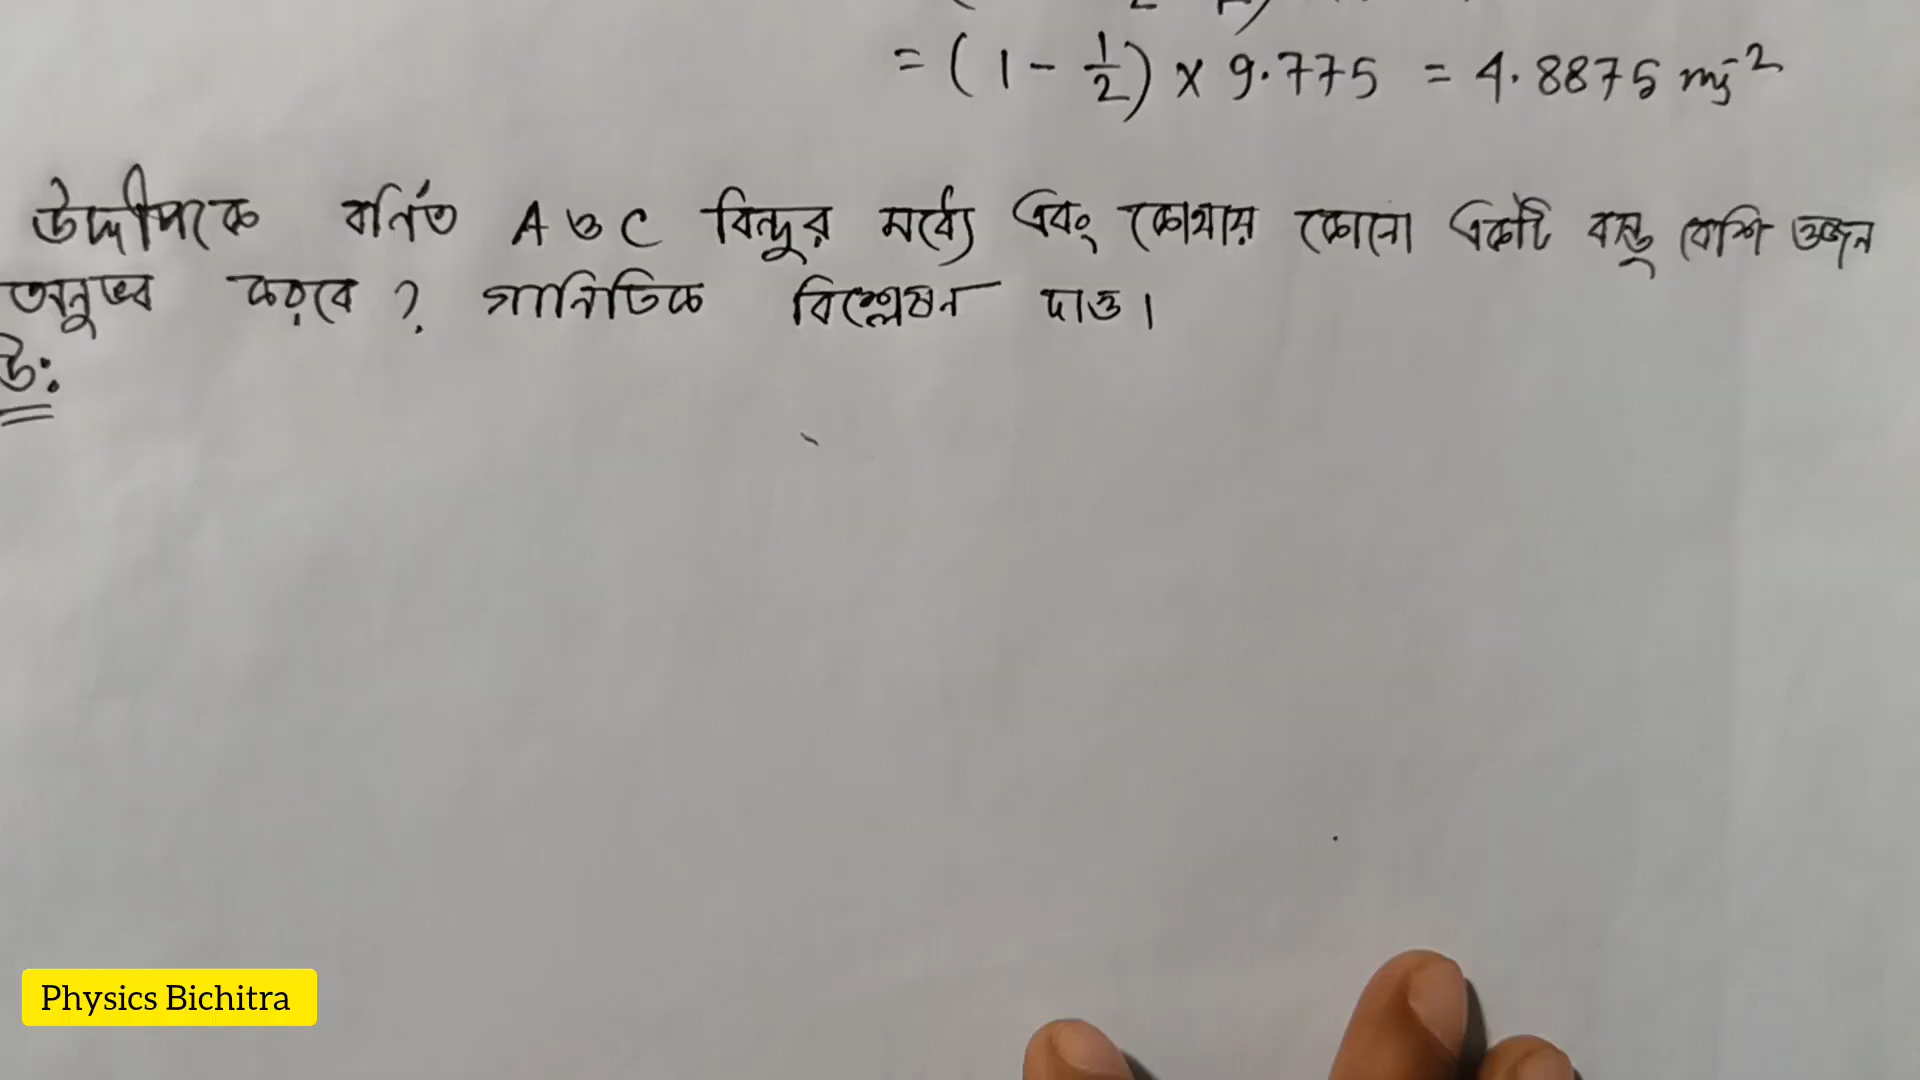 = (1 - 1/2) × 9.775 = 4.8875 ms⁻²
উদ্দীপকে বর্নিত A ও C বিন্দুর মধ্যে এবং কোথায় কোনো একটি বস্তু বেশি ওজন
অনুভব করবে ? গানিতিক বিশ্লেষন দাও।
উ:
Physics Bichitra